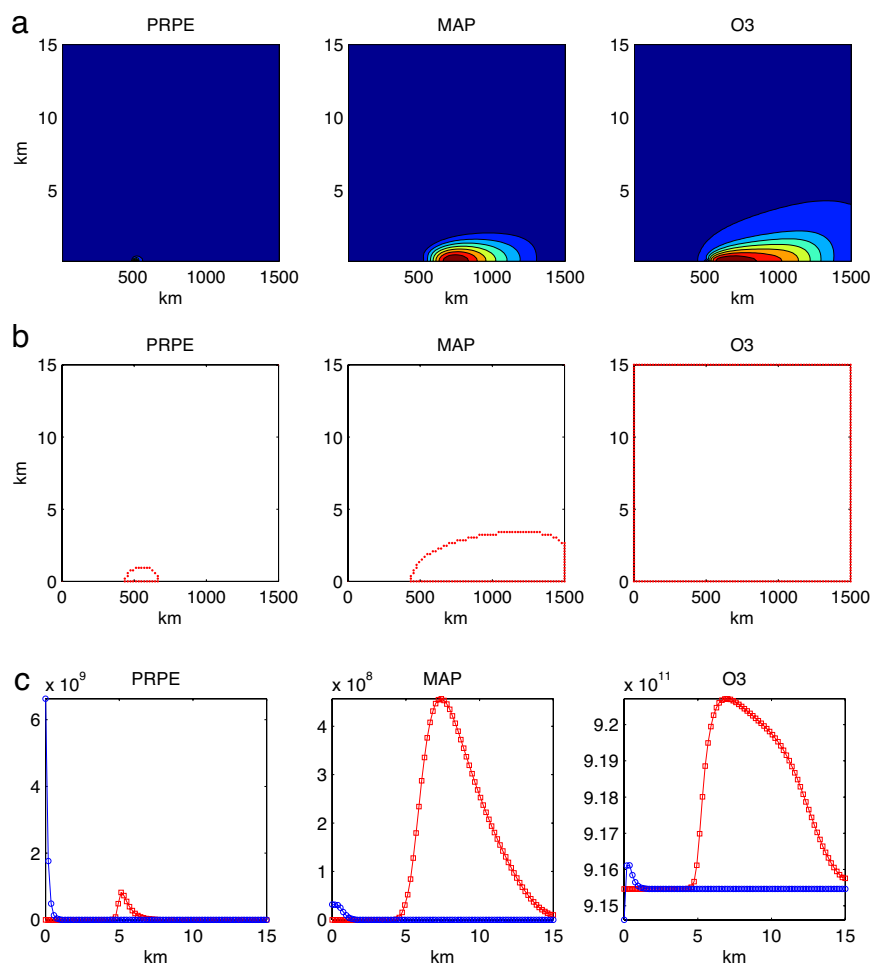 a
PRPE MAP O3
15 15 15
10 10 10
km
5 5 5
500 1000 1500 500 1000 1500 500 1000 1500
km km km
b
PRPE MAP O3
15 15 15
10 10 10
km
5 5 5
0 0 0
0 500 1000 1500 0 500 1000 1500 0 500 1000 1500
km km km
c
x 10^9 PRPE x 10^8 MAP x 10^11 O3
6 4 9.2
9.19
4 9.18
2 9.17
2 9.16
0 0 9.15
0 5 10 15 0 5 10 15 0 5 10 15
km km km